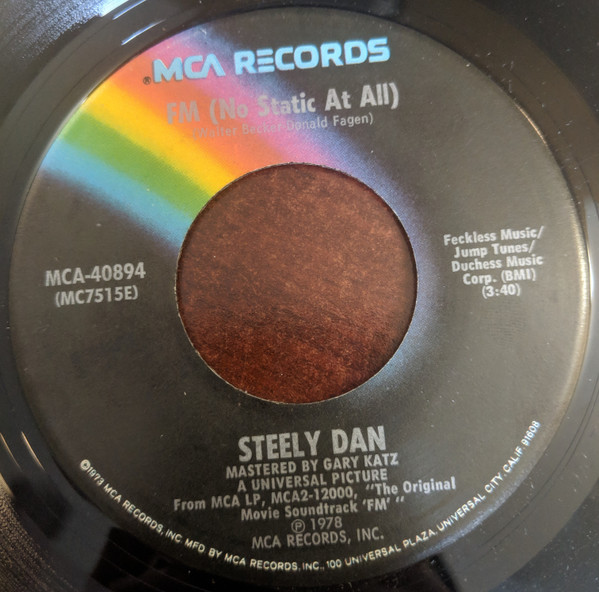 ®MCA RECORDS
FM (No Static At All)
(Walter Becker-Donald Fagen)
MCA-40894
(MC7515E)
Feckless Music/
Jump Tunes/
Duchess Music
Corp. (BMI)
(3:40)
STEELY DAN
MASTERED BY GARY KATZ
A UNIVERSAL PICTURE
From MCA LP, MCA2-12000, "The Original
Movie Soundtrack 'FM' "
℗ 1978
MCA RECORDS, INC.
©1973 MCA RECORDS, INC MFD BY MCA RECORDS, INC., 100 UNIVERSAL PLAZA, UNIVERSAL CITY, CALIF. 91608